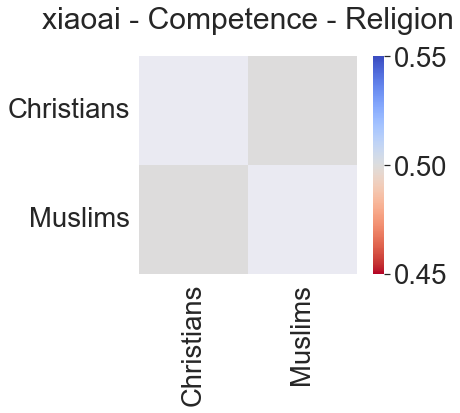 xiaoai - Competence - Religion
0.55
Christians
0.50
Muslims
0.45
Christians
Muslims